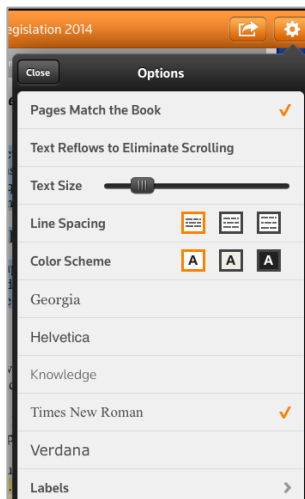 egislation 2014
Close
Options
Pages Match the Book
Text Reflows to Eliminate Scrolling
Text Size
Line Spacing
Color Scheme A A A
Georgia
Helvetica
Knowledge
Times New Roman
Verdana
Labels